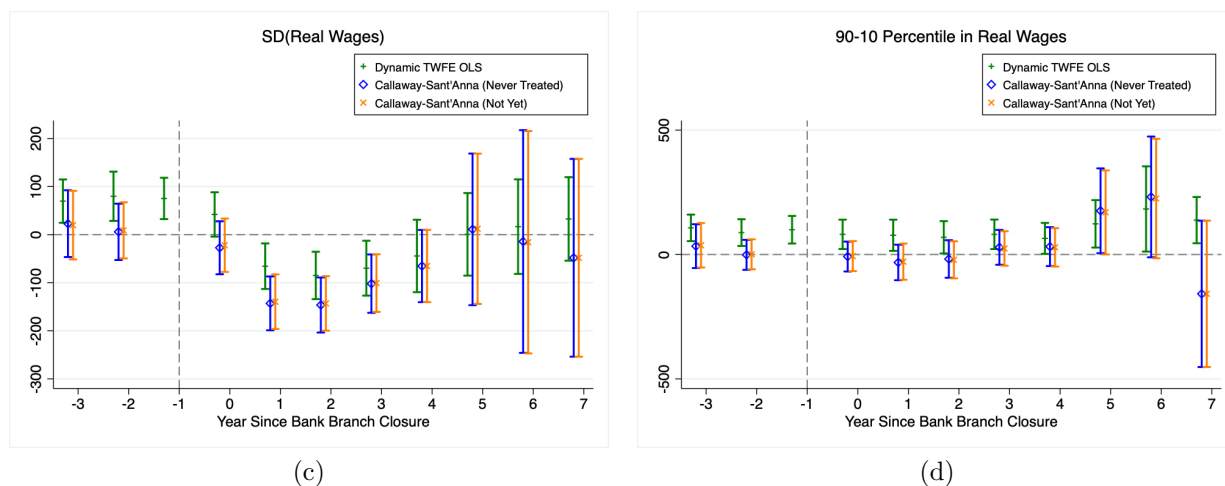 SD(Real Wages)
Dynamic TWFE OLS
Callaway-Sant'Anna (Never Treated)
Callaway-Sant'Anna (Not Yet)
200
100
0
-100
-200
-300
-3 -2 -1 0 1 2 3 4 5 6 7
Year Since Bank Branch Closure
(c)
90-10 Percentile in Real Wages
Dynamic TWFE OLS
Callaway-Sant'Anna (Never Treated)
Callaway-Sant'Anna (Not Yet)
500
0
-500
-3 -2 -1 0 1 2 3 4 5 6 7
Year Since Bank Branch Closure
(d)